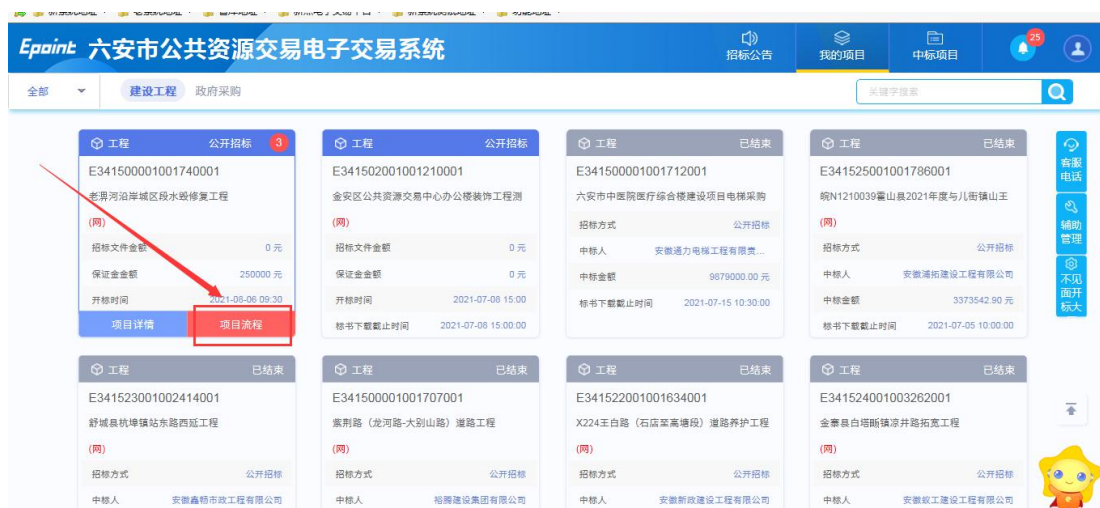 Epoint 六安市公共资源交易电子交易系统
招标公告
我的项目
中标项目
25
全部
建设工程
政府采购
关键字搜索
工程 公开招标 3
E341500001001740001
老淠河沿岸城区段水毁修复工程
(网)
招标文件金额 0 元
保证金金额 250000 元
开标时间 2021-08-06 09:30
项目详情 项目流程
工程 公开招标
E341502001001210001
金安区公共资源交易中心办公楼装饰工程测
(网)
招标文件金额 0 元
保证金金额 0 元
开标时间 2021-07-08 15:00
标书下载截止时间 2021-07-08 15:00:00
工程 已结束
E341500001001712001
六安市中医院医疗综合楼建设项目电梯采购
招标方式 公开招标
中标人 安徽通力电梯工程有限责...
中标金额 9879000.00 元
标书下载截止时间 2021-07-15 10:30:00
工程 已结束
E341525001001786001
皖N1210039霍山县2021年度与儿街镇山王
(网)
招标方式 公开招标
中标人 安徽浦拓建设工程有限公司
中标金额 3373542.90 元
标书下载截止时间 2021-07-05 10:00:00
客服
电话
辅助
管理
不见
面开
标大
工程 已结束
E341523001002414001
舒城县杭埠镇站东路西延工程
(网)
招标方式 公开招标
中标人 安徽鑫畅市政工程有限公司
工程 已结束
E341500001001707001
紫荆路（龙河路-大别山路）道路工程
(网)
招标方式 公开招标
中标人 裕腾建设集团有限公司
工程 已结束
E341522001001634001
X224王白路（石店至高塘段）道路养护工程
(网)
招标方式 公开招标
中标人 安徽新政建设工程有限公司
工程 已结束
E341524001003262001
金寨县白塔畈镇凉井路拓宽工程
(网)
招标方式 公开招标
中标人 安徽蚁工建设工程有限公司